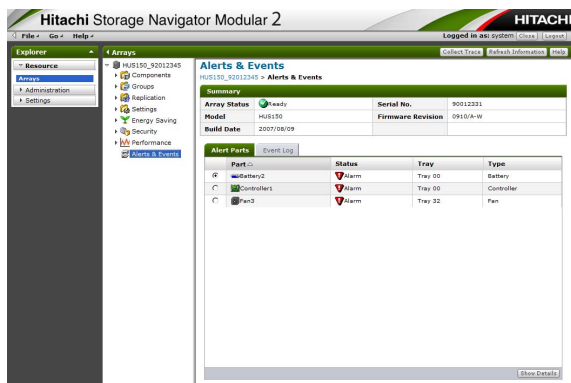 Hitachi Storage Navigator Modular 2
HITACHI
File Go Help
Logged in as: system Close Logout
Explorer
Arrays
Collect Trace Refresh Information Help
Resource
Arrays
Administration
Settings
HUS150_92012345
Components
Groups
Replication
Settings
Energy Saving
Security
Performance
Alerts & Events
Alerts & Events
HUS150_92012345 > Alerts & Events
Summary
Array Status Ready Serial No. 90012331
Model HUS150 Firmware Revision 0910/A-W
Build Date 2007/08/09
Alert Parts Event Log
Part Status Tray Type
Battery2 Alarm Tray 00 Battery
Controller1 Alarm Tray 00 Controller
Fan3 Alarm Tray 32 Fan
Show Details